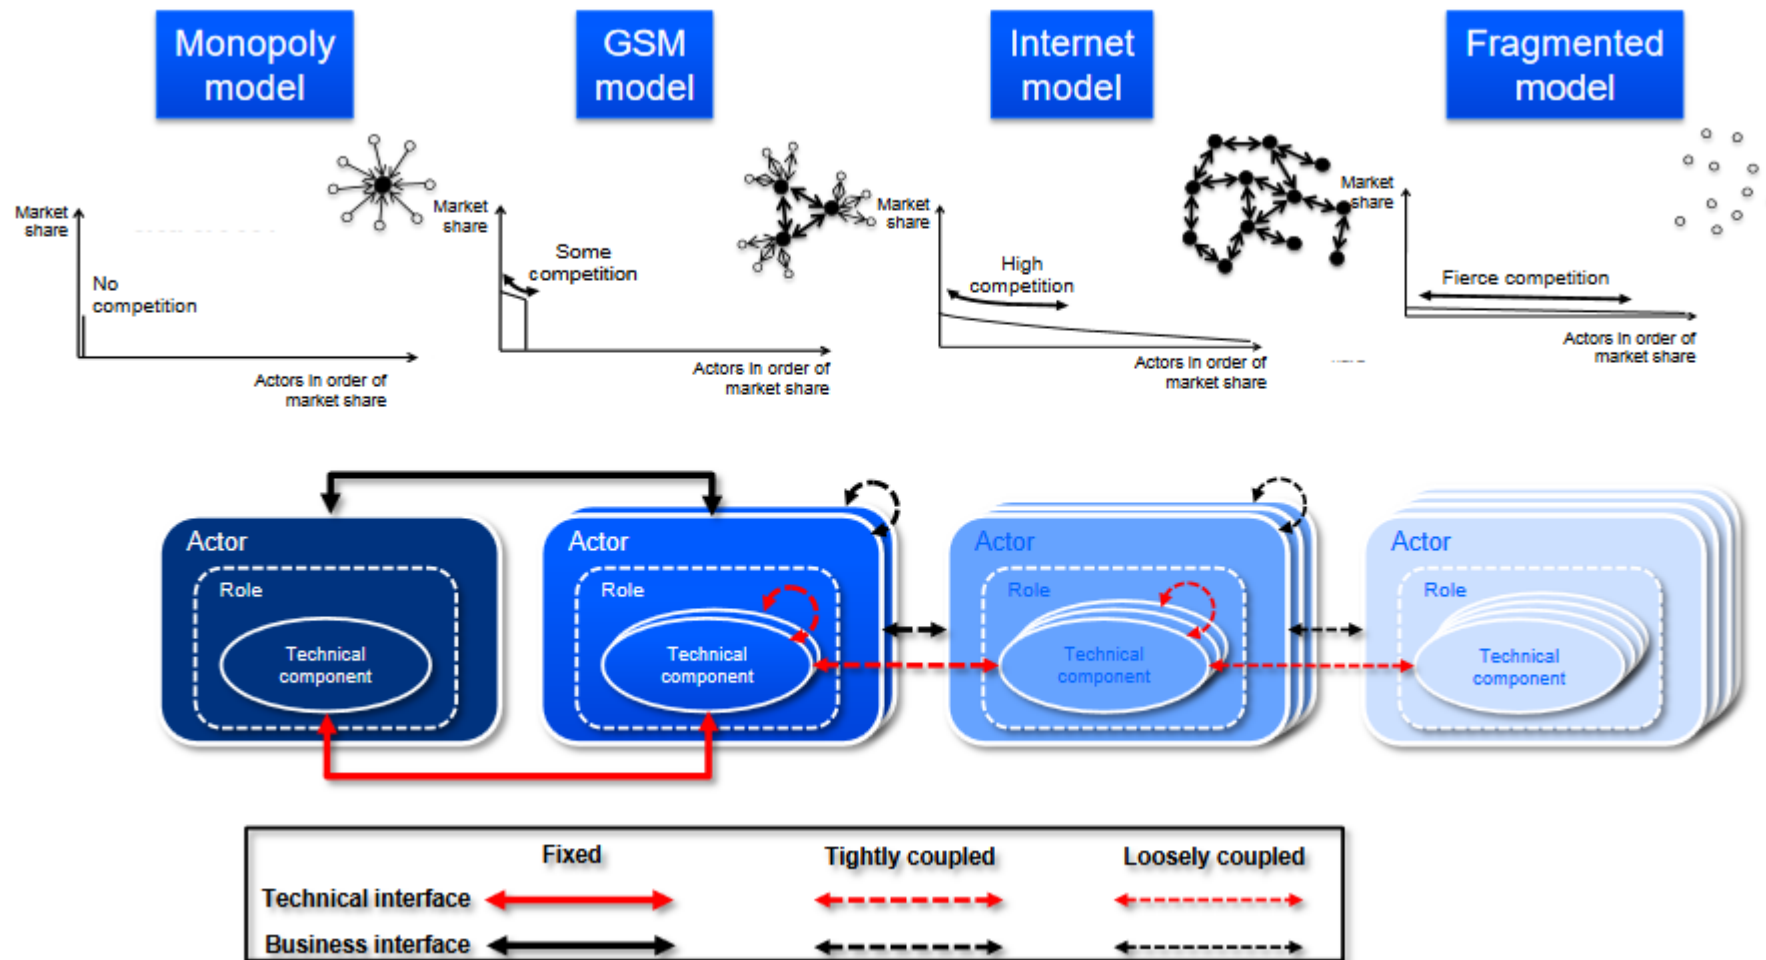 Monopoly
model
GSM
model
Internet
model
Fragmented
model
Market
share
No
competition
Actors in order of
market share
Market
share
Some
competition
Actors in order of
market share
Market
share
High
competition
Actors in order of
market share
Market
share
Fierce competition
Actors in order of
market share
Actor
Role
Technical
component
Actor
Role
Technical
component
Actor
Role
Technical
component
Actor
Role
Technical
component
Fixed
Tightly coupled
Loosely coupled
Technical interface
Business interface